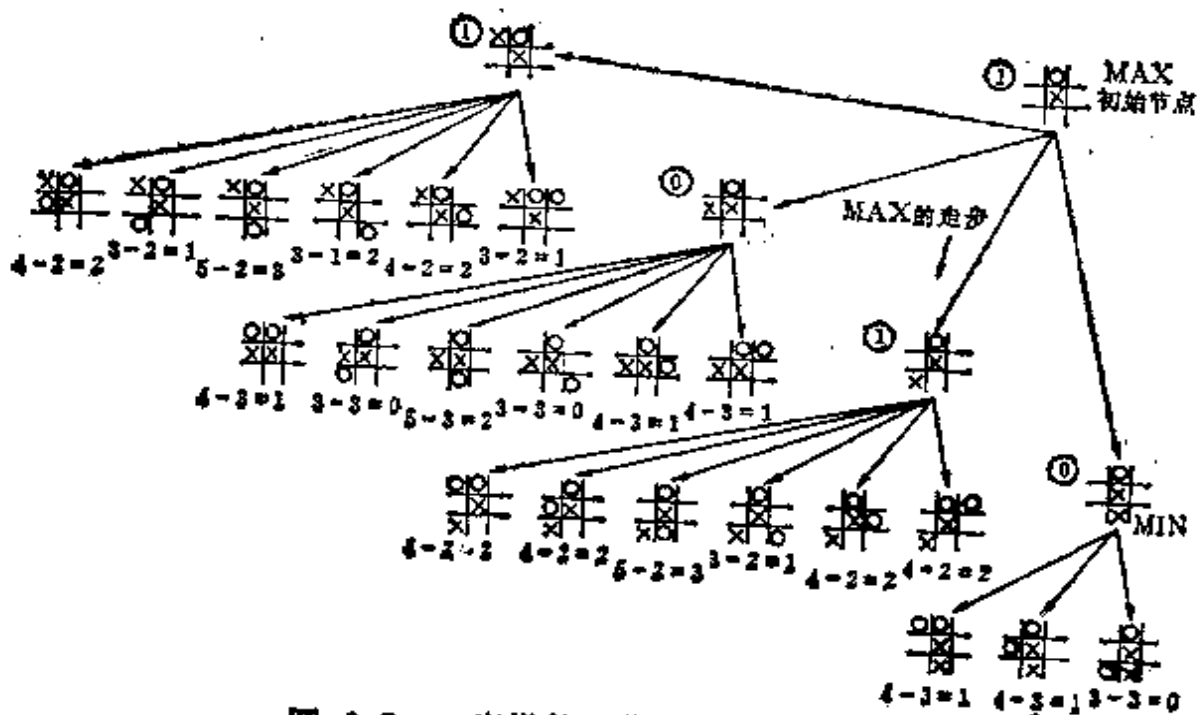 ① ① MAX
初始节点
4-2=2 3-2=1 5-2=3 3-1=2 4-2=2 3-2=1
⓪
MAX的走步
4-3=1 3-3=0 5-3=2 3-3=0 4-3=1 4-3=1
①
4-2=2 4-2=2 5-2=3 3-2=1 4-2=2 4-2=2
⓪
MIN
4-3=1 4-3=1 3-3=0